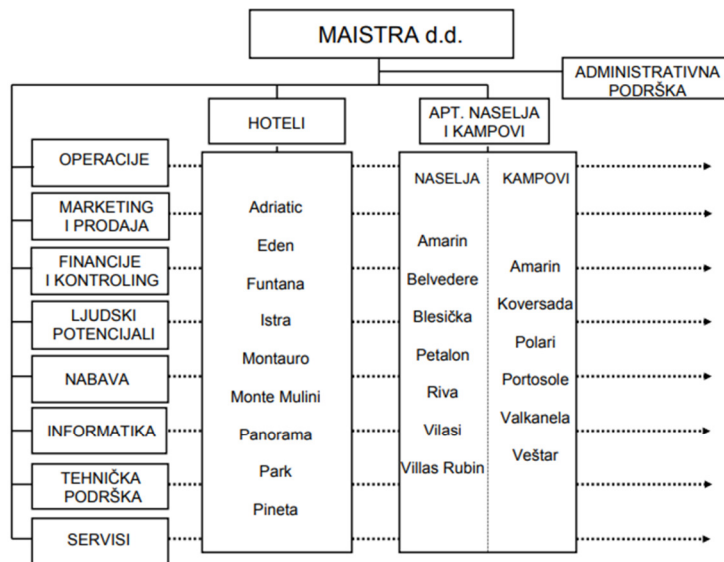 MAISTRA d.d.
ADMINISTRATIVNA
PODRŠKA
HOTELI
APT. NASELJA
I KAMPOVI
OPERACIJE
MARKETING
I PRODAJA
FINANCIJE
I KONTROLING
LJUDSKI
POTENCIJALI
NABAVA
INFORMATIKA
TEHNIČKA
PODRŠKA
SERVISI
Adriatic
Eden
Funtana
Istra
Montauro
Monte Mulini
Panorama
Park
Pineta
NASELJA
Amarin
Belvedere
Blesička
Petalon
Riva
Vilasi
Villas Rubin
KAMPOVI
Amarin
Koversada
Polari
Portosole
Valkanela
Veštar